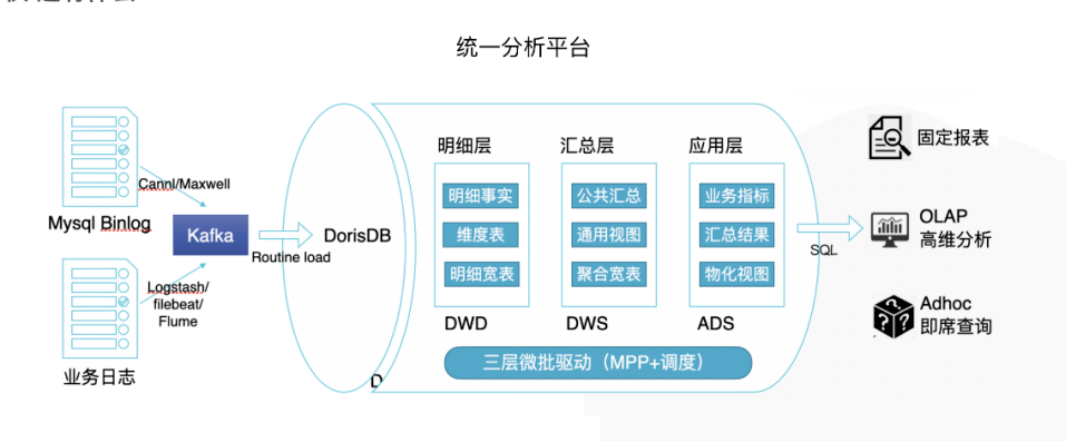 统一分析平台
明细层
汇总层
应用层
固定报表
Cannl/Maxwell
明细事实
公共汇总
业务指标
Mysql Binlog
Kafka
DorisDB
维度表
通用视图
汇总结果
OLAP
高维分析
Routine load
SQL
明细宽表
聚合宽表
物化视图
Logstash/
filebeat/
Flume
DWD
DWS
ADS
Adhoc
即席查询
三层微批驱动（MPP+调度）
业务日志
D